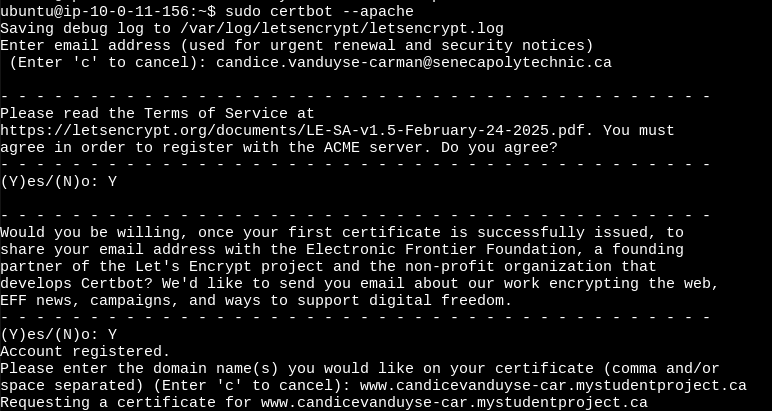 ubuntu@ip-10-0-11-156:~$ sudo certbot --apache
Saving debug log to /var/log/letsencrypt/letsencrypt.log
Enter email address (used for urgent renewal and security notices)
 (Enter 'c' to cancel): candice.vanduyse-carman@senecapolytechnic.ca

- - - - - - - - - - - - - - - - - - - - - - - - - - - - - - - - - - - - - - - -
Please read the Terms of Service at
https://letsencrypt.org/documents/LE-SA-v1.5-February-24-2025.pdf. You must
agree in order to register with the ACME server. Do you agree?
- - - - - - - - - - - - - - - - - - - - - - - - - - - - - - - - - - - - - - - -
(Y)es/(N)o: Y

- - - - - - - - - - - - - - - - - - - - - - - - - - - - - - - - - - - - - - - -
Would you be willing, once your first certificate is successfully issued, to
share your email address with the Electronic Frontier Foundation, a founding
partner of the Let's Encrypt project and the non-profit organization that
develops Certbot? We'd like to send you email about our work encrypting the web,
EFF news, campaigns, and ways to support digital freedom.
- - - - - - - - - - - - - - - - - - - - - - - - - - - - - - - - - - - - - - - -
(Y)es/(N)o: Y
Account registered.
Please enter the domain name(s) you would like on your certificate (comma and/or
space separated) (Enter 'c' to cancel): www.candicevanduyse-car.mystudentproject.ca
Requesting a certificate for www.candicevanduyse-car.mystudentproject.ca